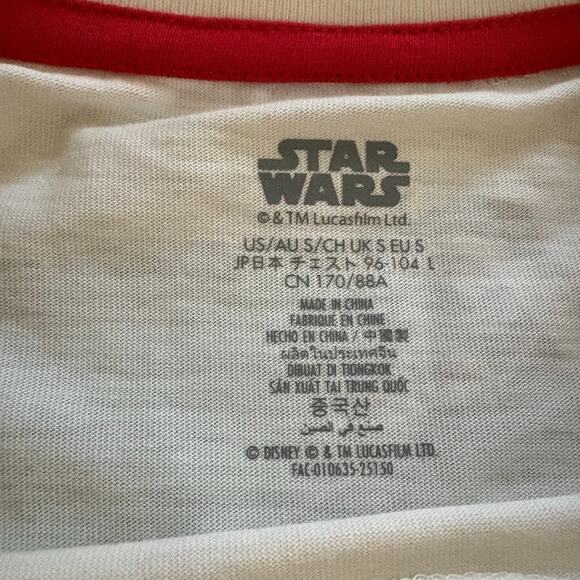 STAR
WARS
© & TM Lucasfilm Ltd.
US/AU S/CH UK S EU S
JP日本 チェスト 96-104 L
CN 170/88A
MADE IN CHINA
FABRIQUE EN CHINE
HECHO EN CHINA / 中國製
ผลิตในประเทศจีน
DIBUAT DI TIONGKOK
SẢN XUẤT TẠI TRUNG QUỐC
중국산
صنع في الصين
© DISNEY © & TM LUCASFILM LTD.
FAC-010635-25150